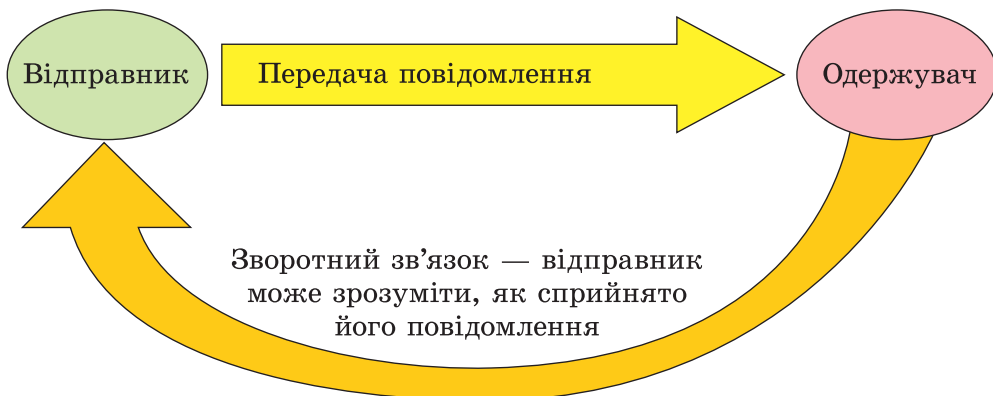 Відправник
Передача повідомлення
Одержувач
Зворотний зв’язок — відправник
може зрозуміти, як сприйнято
його повідомлення